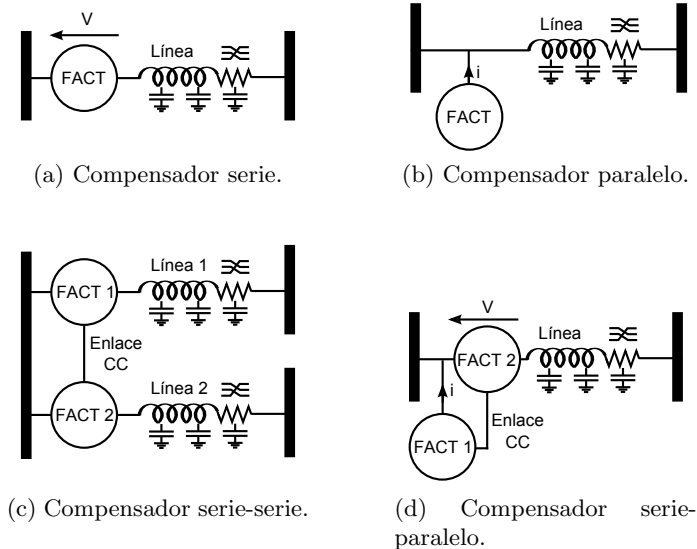 V
Línea
FACT
(a) Compensador serie.
Línea
i
FACT
(b) Compensador paralelo.
Línea 1
FACT 1
Enlace
CC
Línea 2
FACT 2
(c) Compensador serie-serie.
V
Línea
FACT 2
i
Enlace
CC
FACT 1
(d) Compensador serie-
paralelo.